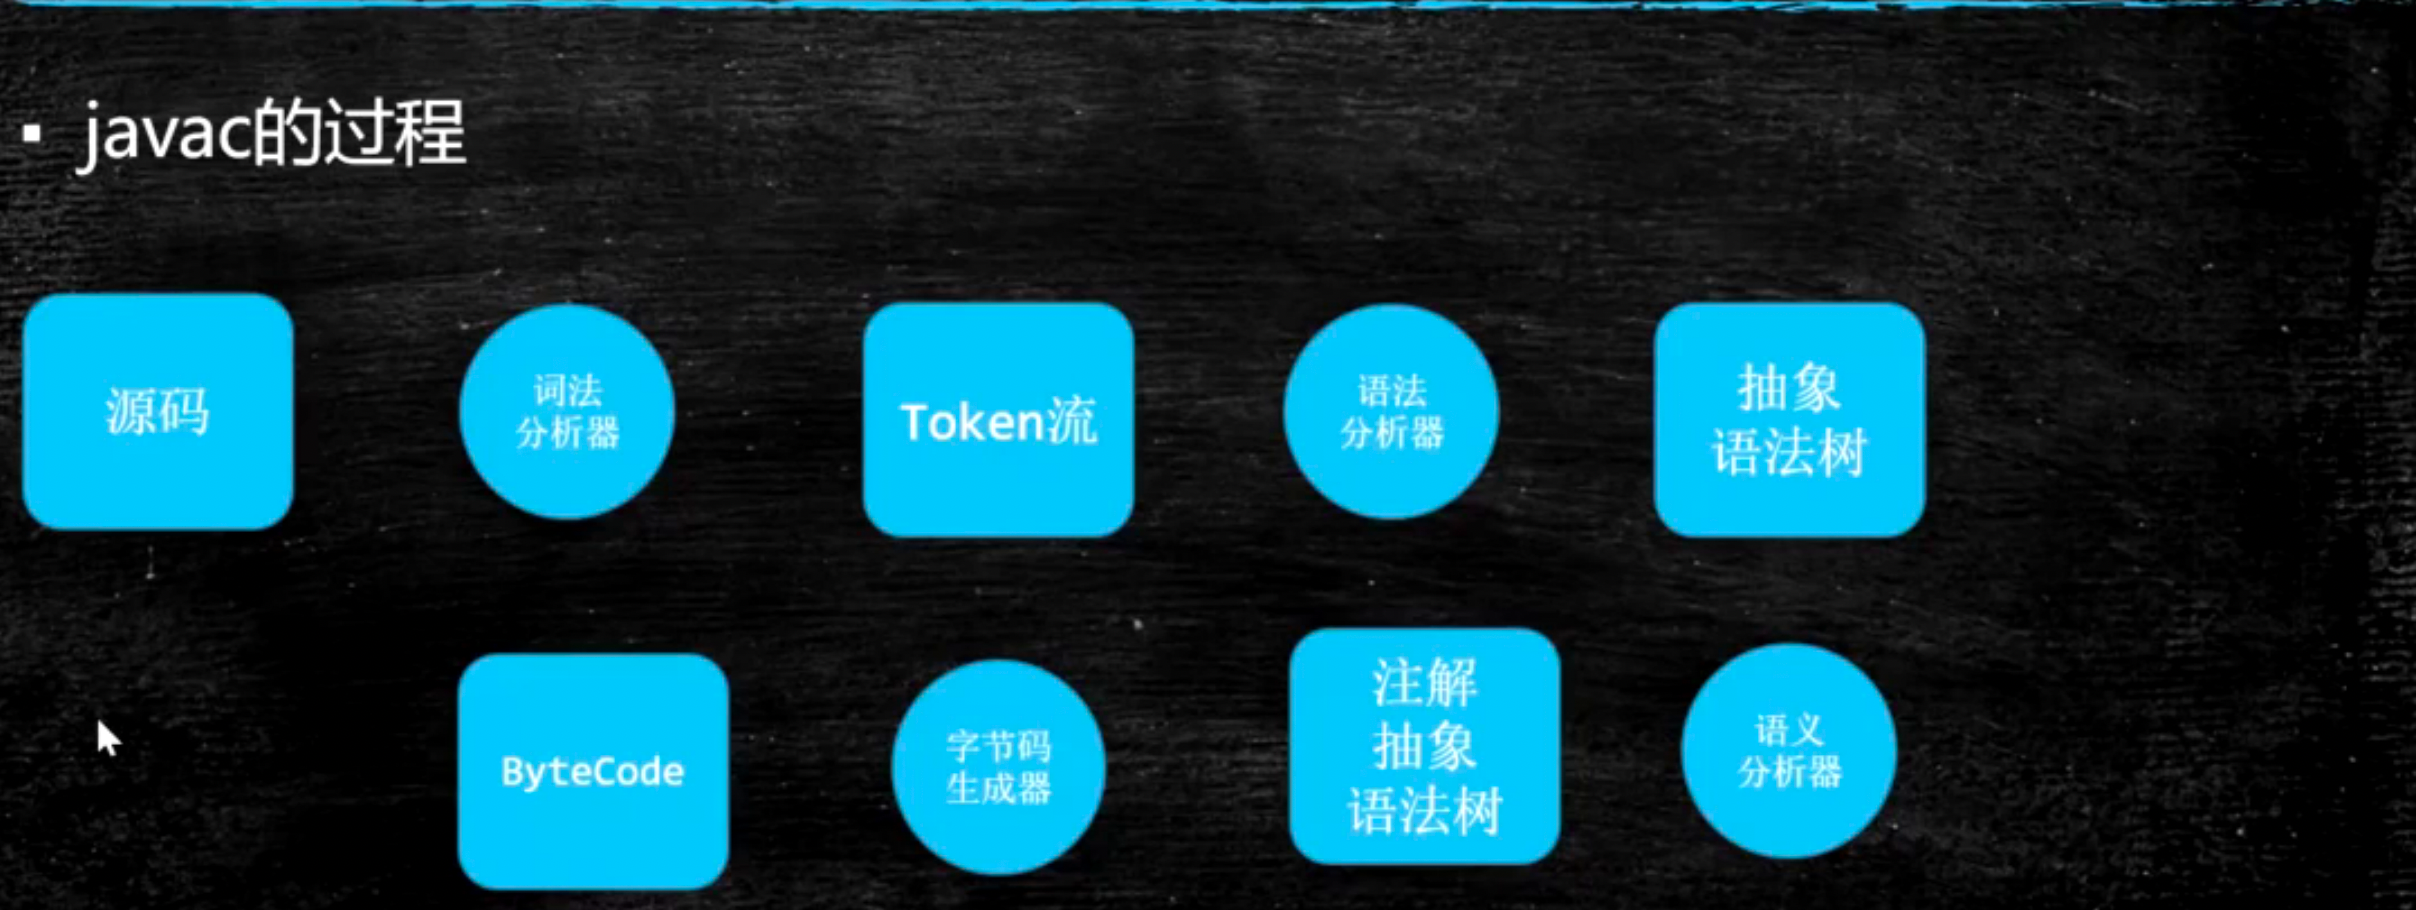 javac的过程
源码
词法
分析器
Token流
语法
分析器
抽象
语法树
ByteCode
字节码
生成器
注解
抽象
语法树
语义
分析器